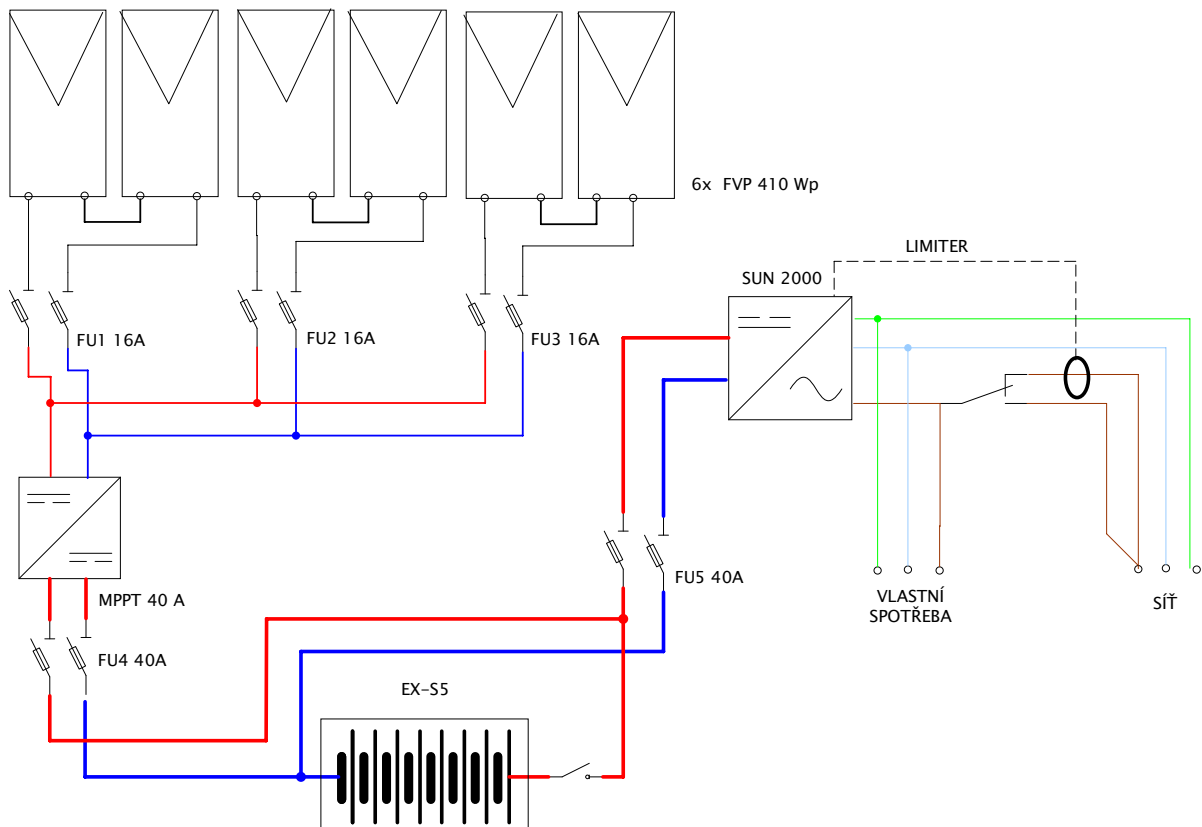 6x FVP 410 Wp
LIMITER
SUN 2000
FU1 16A
FU2 16A
FU3 16A
MPPT 40 A
FU5 40A
VLASTNÍ
SPOTŘEBA
SÍŤ
FU4 40A
EX-S5